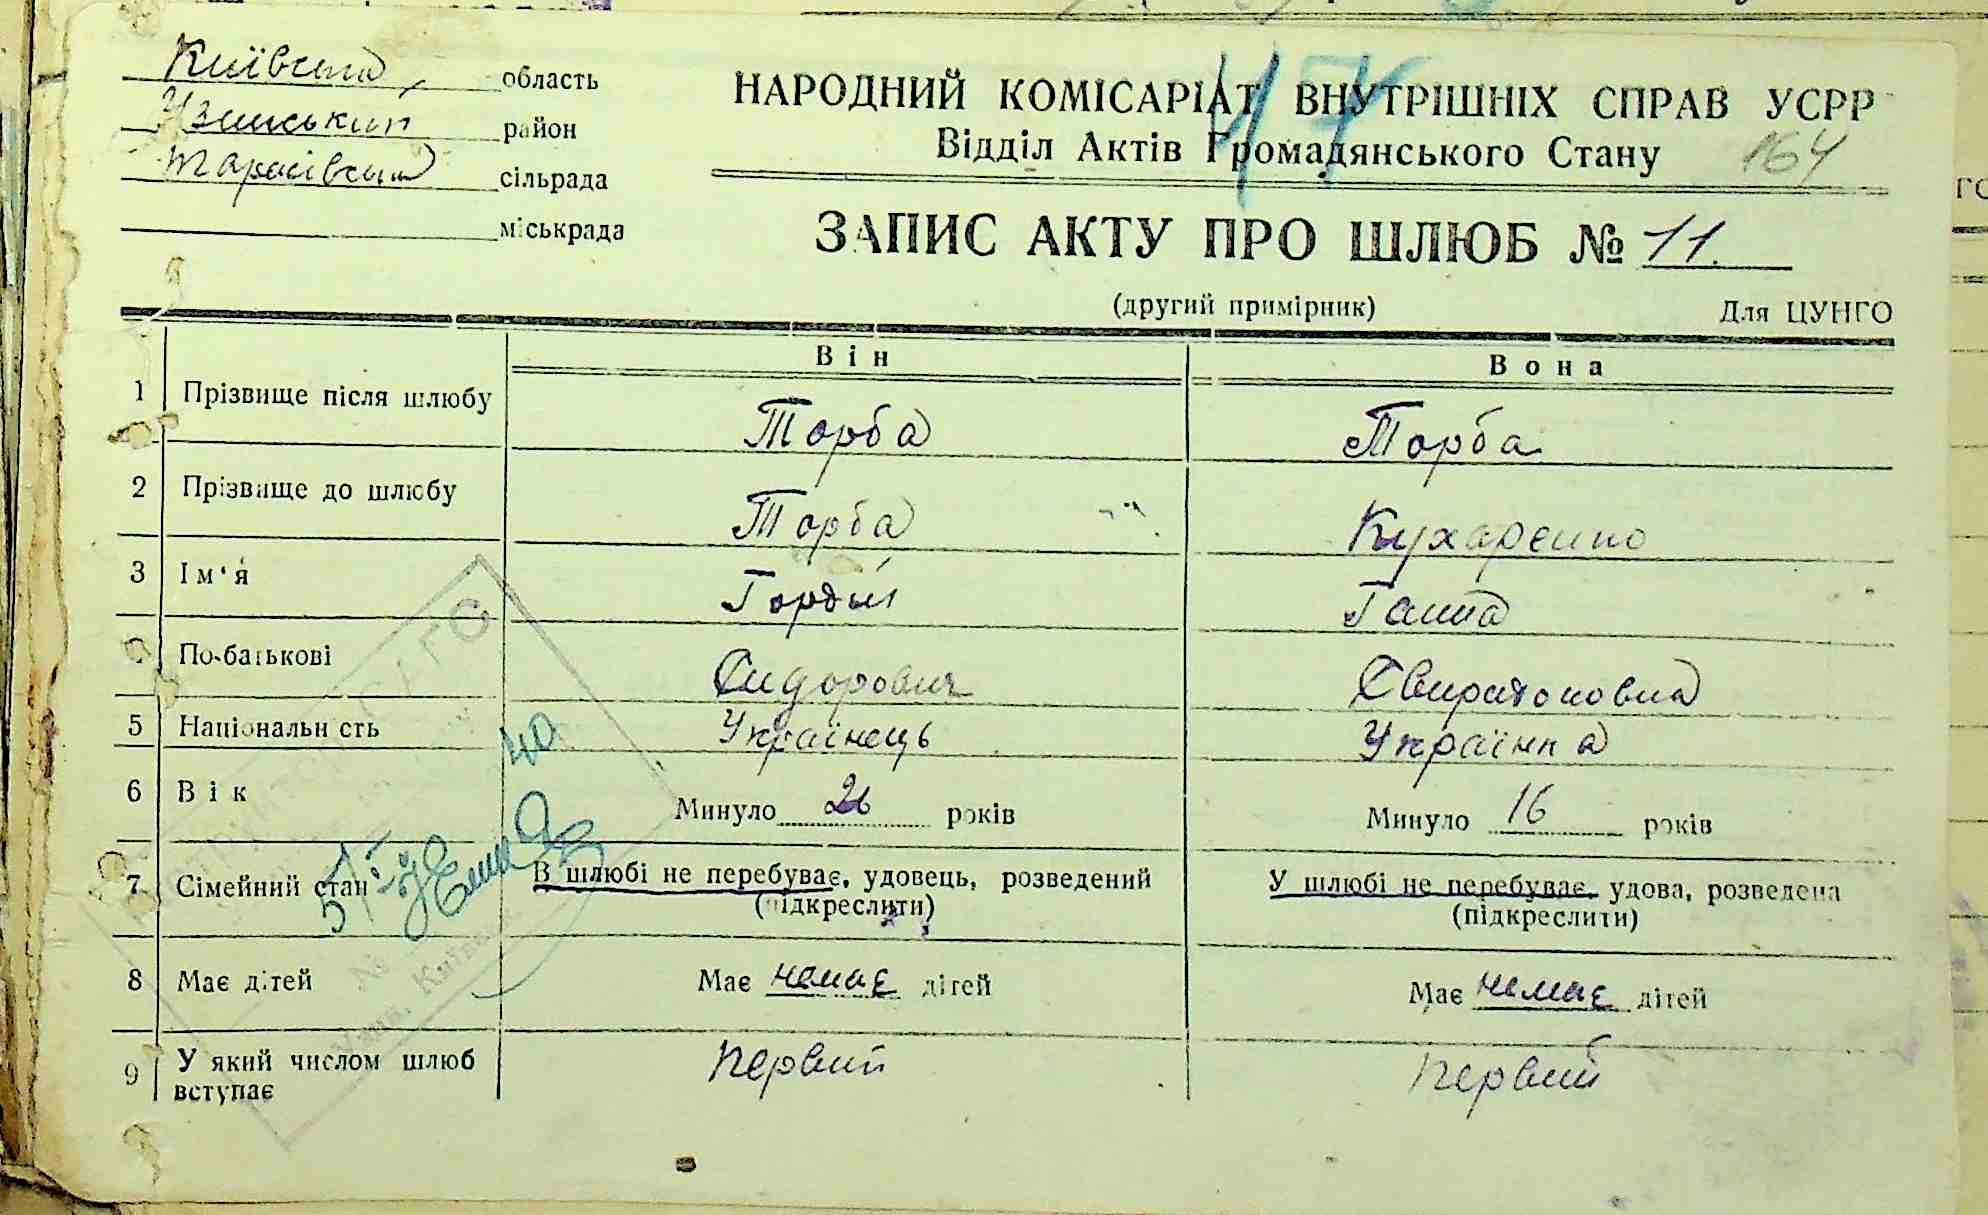 Київська область
Узинський район
Тарасівська сільрада
міськрада
НАРОДНИЙ КОМІСАРІАТ ВНУТРІШНІХ СПРАВ УСРР
Відділ Актів Громадянського Стану
164
ЗАПИС АКТУ ПРО ШЛЮБ № 11.
(другий примірник) Для ЦУНГО
Він Вона
1 Прізвище після шлюбу Торба Торба
2 Прізвище до шлюбу Торба Кухаренко
3 Ім'я Гордый Ганна
По-батькові Сидорович
5 Національність Українець Українка
6 Вік Минуло 26 років Минуло 16 років
7 Сімейний стан В шлюбі не перебуває, удовець, розведений У шлюбі не перебуває, удова, розведена
(підкреслити) (підкреслити)
8 Має дітей Має немає дітей Має немає дітей
9 У який числом шлюб вступає Первий Первий